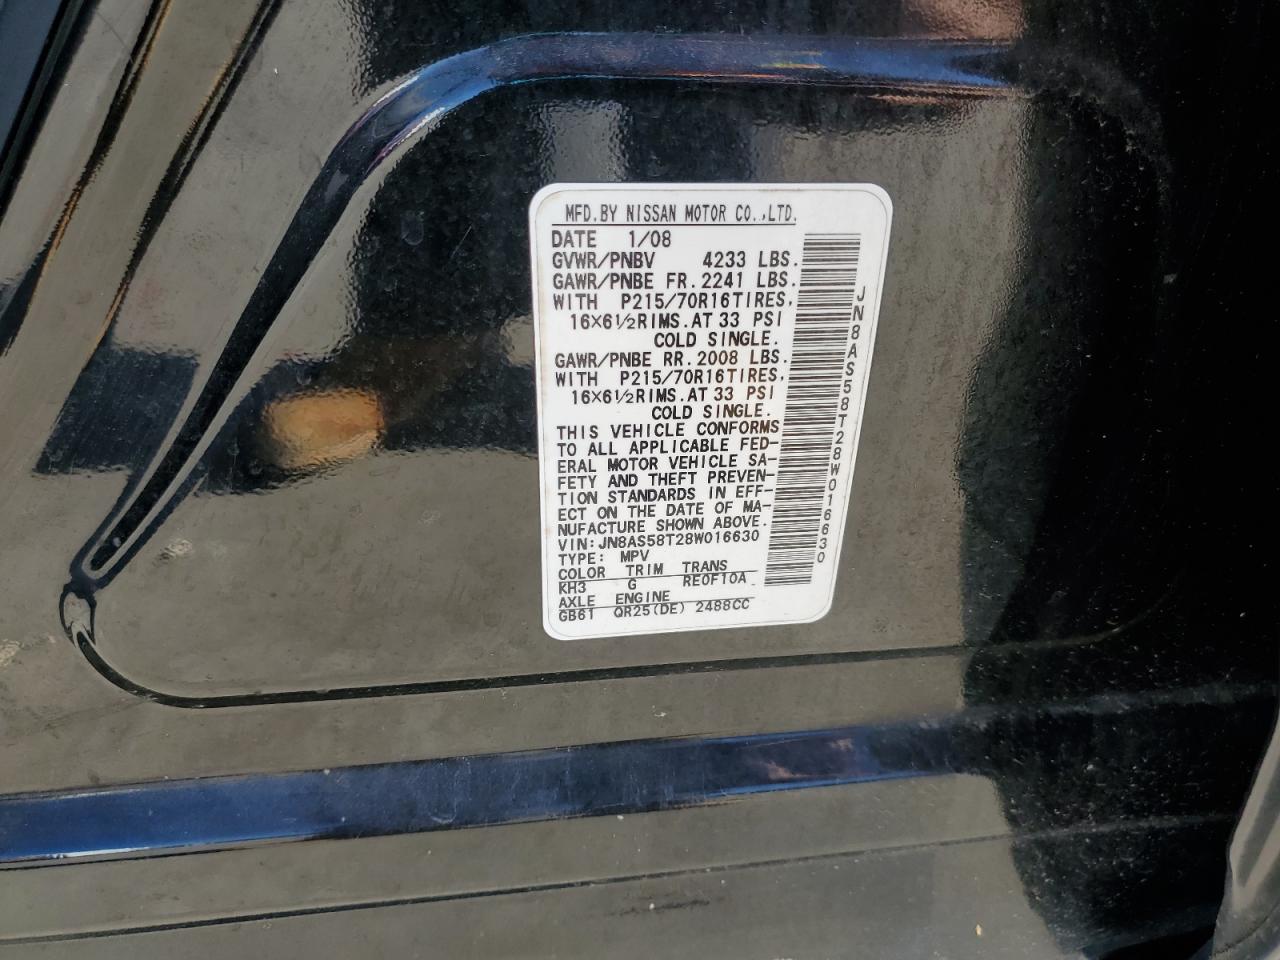 MFD.BY NISSAN MOTOR CO.,LTD.
DATE 1/08
GVWR/PNBV 4233 LBS.
GAWR/PNBE FR.2241 LBS.
WITH P215/70R16TIRES,
16×6½RIMS.AT 33 PSI
COLD SINGLE.
GAWR/PNBE RR.2008 LBS.
WITH P215/70R16TIRES,
16×6½RIMS.AT 33 PSI
COLD SINGLE.
THIS VEHICLE CONFORMS
TO ALL APPLICABLE FED-
ERAL MOTOR VEHICLE SA-
FETY AND THEFT PREVEN-
TION STANDARDS IN EFF-
ECT ON THE DATE OF MA-
NUFACTURE SHOWN ABOVE.
VIN:JN8AS58T28W016630
TYPE: MPV
COLOR TRIM TRANS
KH3 G RE0F10A
AXLE ENGINE
GB61 QR25(DE) 2488CC
JN8AS58T28W016630